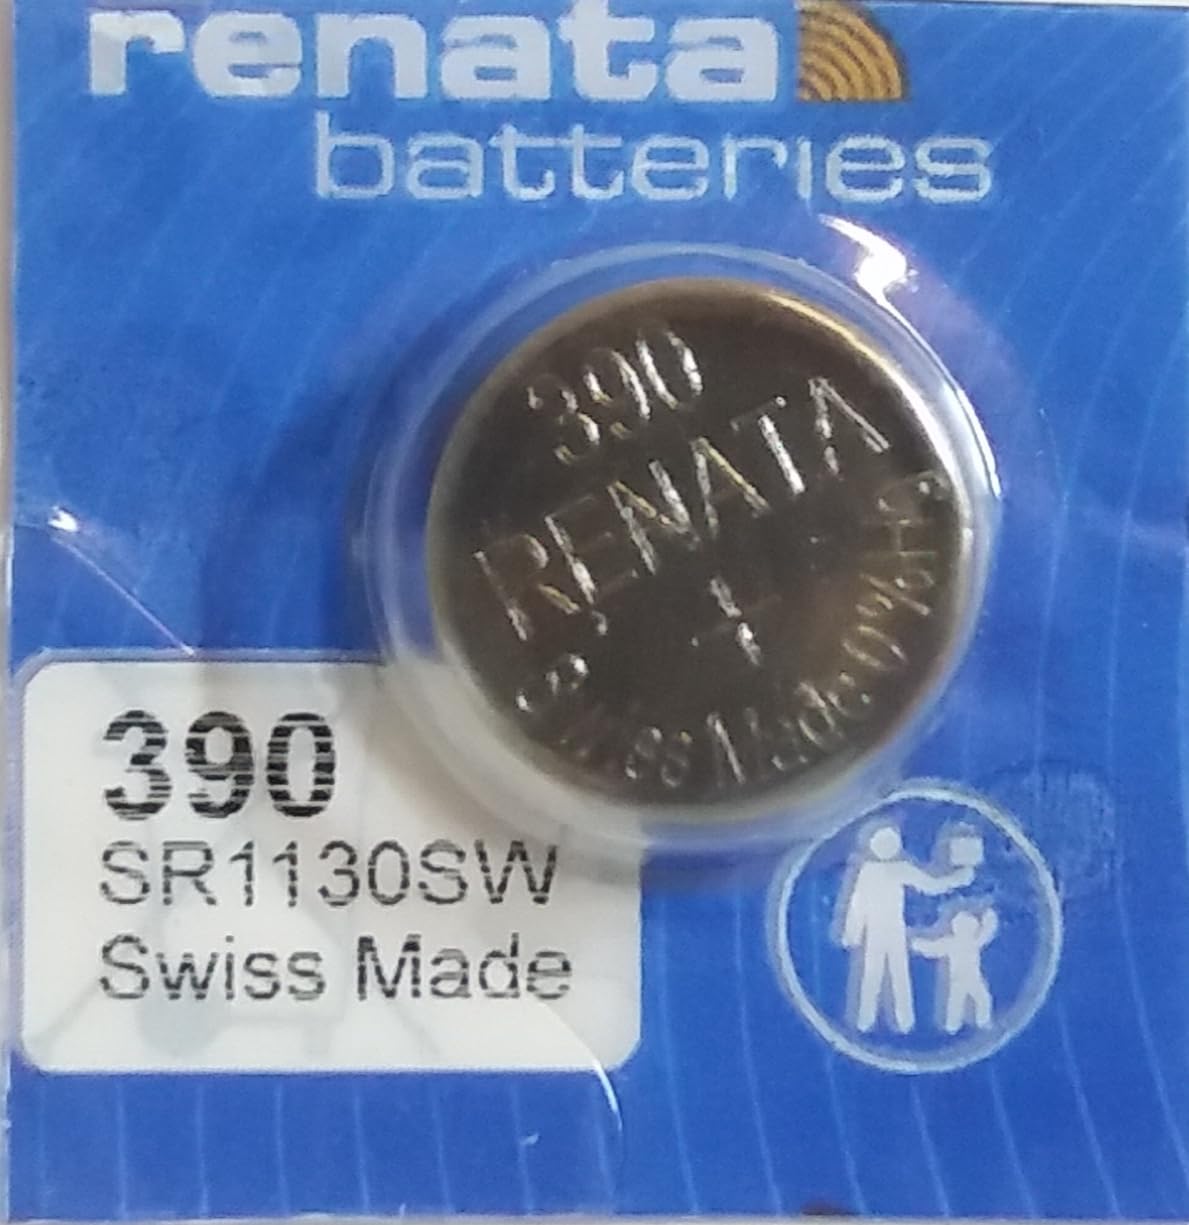 renata
batteries
390
RENATA
+
Swiss Made 0%Hg
390
SR1130SW
Swiss Made